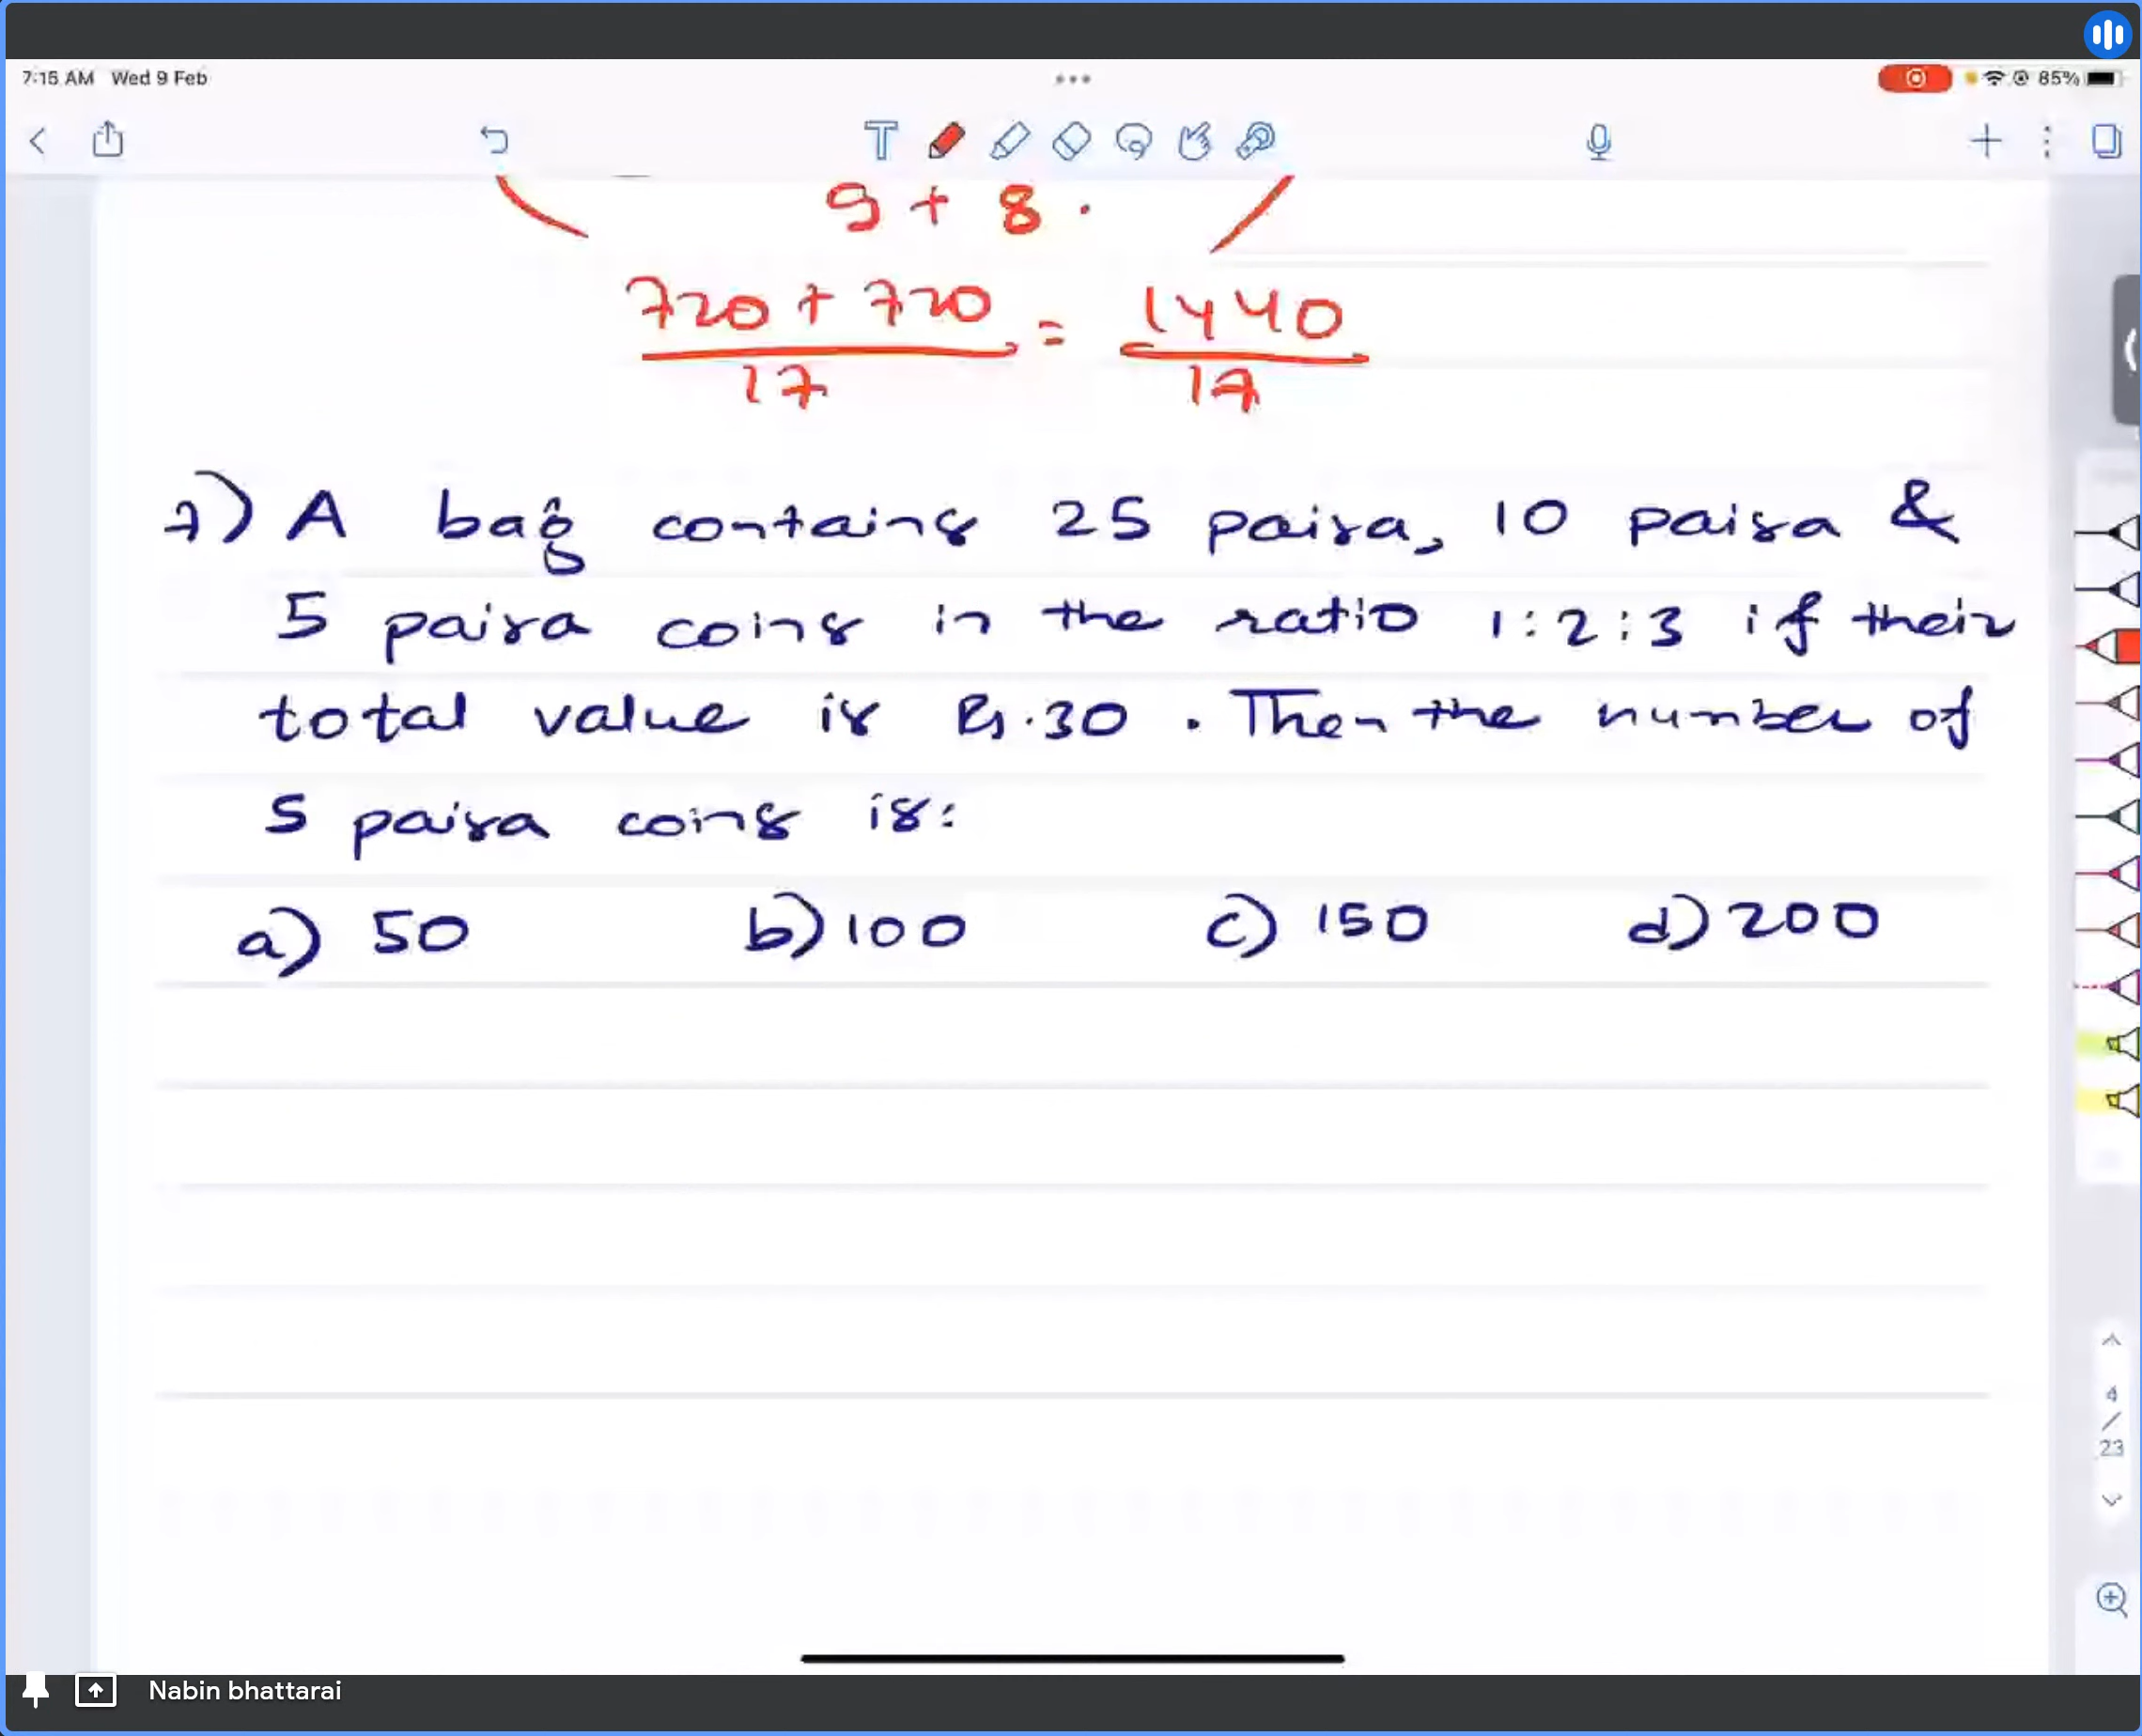 7:15 AM Wed 9 Feb
85%
T
9 + 8 .
720 + 720 = 1440
17 17
7) A bag contains 25 paisa, 10 paisa &
5 paisa coins in the ratio 1:2:3 if their
total value is Rs.30 . Then the number of
5 paisa coins is:
a) 50 b) 100 c) 150 d) 200
4
/
23
Nabin bhattarai